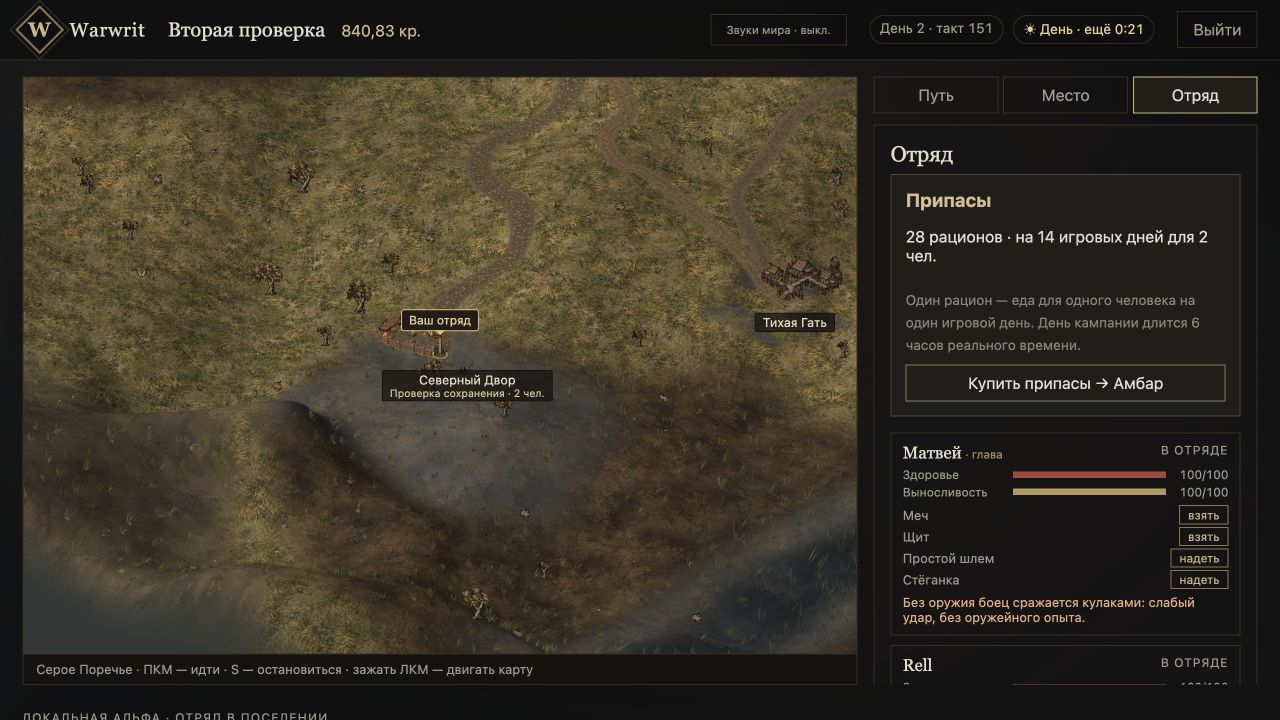 W Warwrit
Вторая проверка
840,83 кр.
Звуки мира · выкл.
День 2 · такт 151
☀ День · ещё 0:21
Выйти
Ваш отряд
Тихая Гать
Северный Двор
Проверка сохранения · 2 чел.
Серое Поречье · ПКМ — идти · S — остановиться · зажать ЛКМ — двигать карту
ЛОКАЛЬНАЯ АЛЬФА · ОТРЯД В ПОСЕЛЕНИИ
Путь
Место
Отряд
Отряд
Припасы
28 рационов · на 14 игровых дней для 2
чел.
Один рацион — еда для одного человека на
один игровой день. День кампании длится 6
часов реального времени.
Купить припасы → Амбар
Матвей · глава В ОТРЯДЕ
Здоровье 100/100
Выносливость 100/100
Меч взять
Щит взять
Простой шлем надеть
Стёганка надеть
Без оружия боец сражается кулаками: слабый
удар, без оружейного опыта.
Rell В ОТРЯДЕ